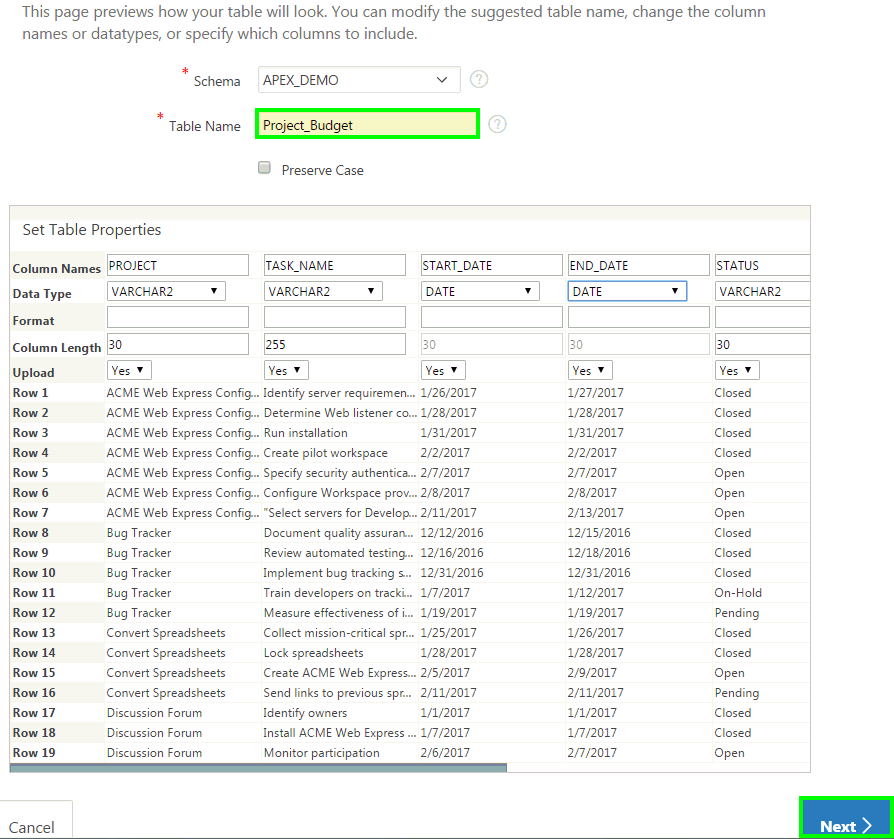 This page previews how your table will look. You can modify the suggested table name, change the column
names or datatypes, or specify which columns to include.
* Schema APEX_DEMO ?
* Table Name Project_Budget ?
Preserve Case
Set Table Properties
Column Names PROJECT TASK_NAME START_DATE END_DATE STATUS
Data Type VARCHAR2 VARCHAR2 DATE DATE VARCHAR2
Format
Column Length 30 255 30 30 30
Upload Yes Yes Yes Yes Yes
Row 1 ACME Web Express Config... Identify server requiremen... 1/26/2017 1/27/2017 Closed
Row 2 ACME Web Express Config... Determine Web listener co... 1/28/2017 1/28/2017 Closed
Row 3 ACME Web Express Config... Run installation 1/31/2017 1/31/2017 Closed
Row 4 ACME Web Express Config... Create pilot workspace 2/2/2017 2/2/2017 Closed
Row 5 ACME Web Express Config... Specify security authentica... 2/7/2017 2/7/2017 Open
Row 6 ACME Web Express Config... Configure Workspace prov... 2/8/2017 2/8/2017 Open
Row 7 ACME Web Express Config... "Select servers for Develop... 2/11/2017 2/13/2017 Open
Row 8 Bug Tracker Document quality assuran... 12/12/2016 12/15/2016 Closed
Row 9 Bug Tracker Review automated testing... 12/16/2016 12/18/2016 Closed
Row 10 Bug Tracker Implement bug tracking s... 12/31/2016 12/31/2016 Closed
Row 11 Bug Tracker Train developers on tracki... 1/7/2017 1/12/2017 On-Hold
Row 12 Bug Tracker Measure effectiveness of i... 1/19/2017 1/19/2017 Pending
Row 13 Convert Spreadsheets Collect mission-critical spr... 1/25/2017 1/26/2017 Closed
Row 14 Convert Spreadsheets Lock spreadsheets 1/28/2017 1/28/2017 Closed
Row 15 Convert Spreadsheets Create ACME Web Express... 2/5/2017 2/9/2017 Open
Row 16 Convert Spreadsheets Send links to previous spr... 2/11/2017 2/11/2017 Pending
Row 17 Discussion Forum Identify owners 1/1/2017 1/1/2017 Closed
Row 18 Discussion Forum Install ACME Web Express ... 1/7/2017 1/7/2017 Closed
Row 19 Discussion Forum Monitor participation 2/6/2017 2/7/2017 Open
Cancel Next >